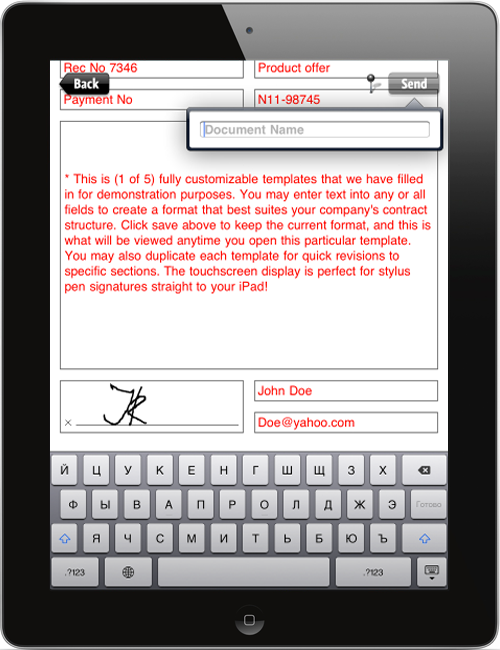 Rec No 7346
Product offer
Back
Send
Payment No
N11-98745
Document Name
* This is (1 of 5) fully customizable templates that we have filled
in for demonstration purposes. You may enter text into any or all
fields to create a format that best suites your company's contract
structure. Click save above to keep the current format, and this is
what will be viewed anytime you open this particular template.
You may also duplicate each template for quick revisions to
specific sections. The touchscreen display is perfect for stylus
pen signatures straight to your iPad!
John Doe
×
Doe@yahoo.com
Й Ц У К Е Н Г Ш Щ З Х
Ф Ы В А П Р О Л Д Ж Э Готово
Я Ч С М И Т Ь Б Ю Ъ
.?123 .?123